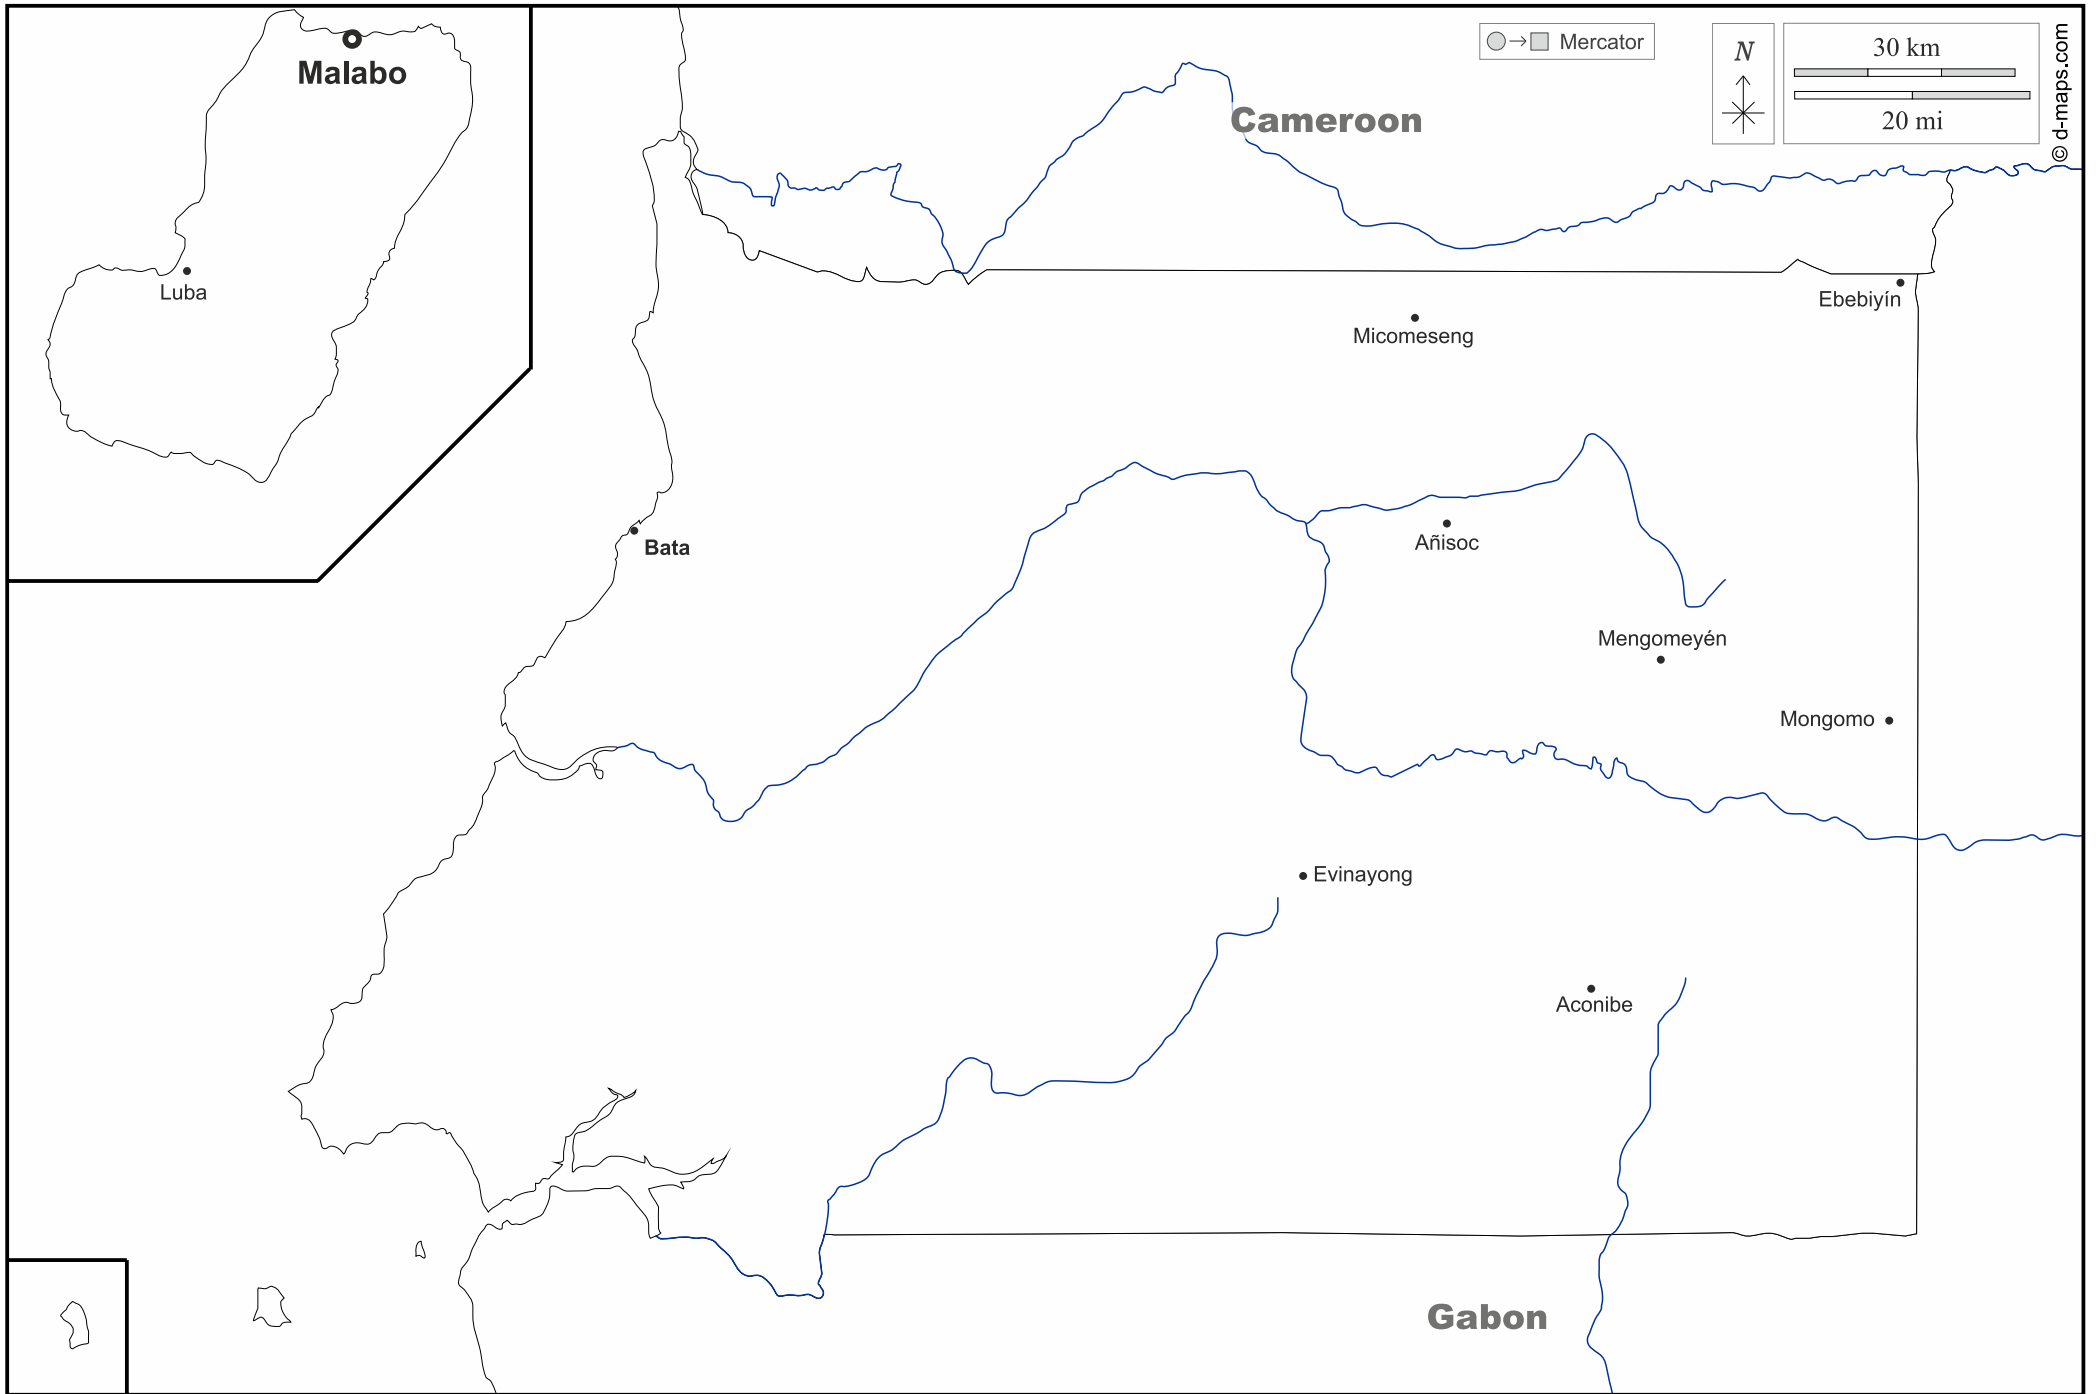 Malabo
Luba
Mercator
N
30 km
20 mi
© d-maps.com
Cameroon
Ebebiyín
Micomeseng
Bata
Añisoc
Mengomeyén
Mongomo
Evinayong
Aconibe
Gabon